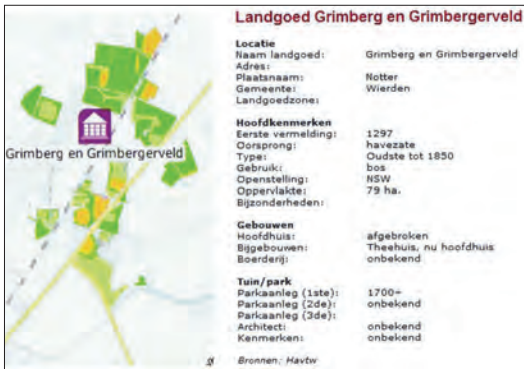 Landgoed Grimberg en Grimbergerveld
Grimberg en Grimbergerveld
Locatie
Naam landgoed: Grimberg en Grimbergerveld
Adres:
Plaatsnaam: Notter
Gemeente: Wierden
Landgoedzone:
Hoofdkenmerken
Eerste vermelding: 1297
Oorsprong: havezate
Type: Oudste tot 1850
Gebruik: bos
Openstelling: NSW
Oppervlakte: 79 ha.
Bijzonderheden:
Gebouwen
Hoofdhuis: afgebroken
Bijgebouwen: Theehuis, nu hoofdhuis
Boerderij: onbekend
Tuin/park
Parkaanleg (1ste): 1700+
Parkaanleg (2de): onbekend
Parkaanleg (3de):
Architect: onbekend
Kenmerken: onbekend
Bronnen: Havtw